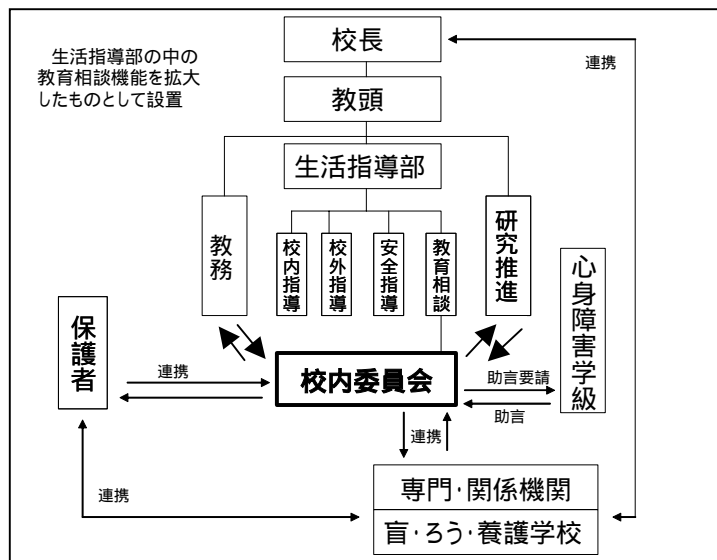 生活指導部の中の
教育相談機能を拡大
したものとして設置
校長
連携
教頭
生活指導部
教務
校内指導
校外指導
安全指導
教育相談
研究推進
心身障害学級
保護者
連携
校内委員会
助言要請
助言
連携
連携
専門・関係機関
盲・ろう・養護学校